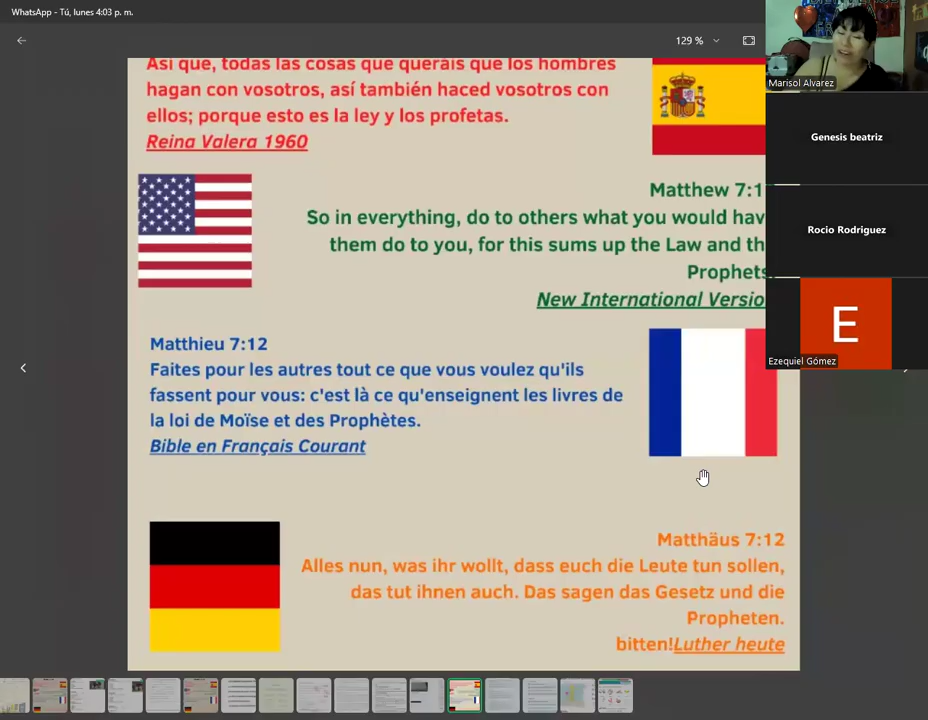 WhatsApp - Tú, lunes 4:03 p. m.
129 %
Así que, todas las cosas que queráis que los hombres
hagan con vosotros, así también haced vosotros con
ellos; porque esto es la ley y los profetas.
Reina Valera 1960
Matthew 7:1
So in everything, do to others what you would hav
them do to you, for this sums up the Law and th
Prophets
New International Versio
Matthieu 7:12
Faites pour les autres tout ce que vous voulez qu'ils
fassent pour vous: c'est là ce qu'enseignent les livres de
la loi de Moïse et des Prophètes.
Bible en Français Courant
Matthäus 7:12
Alles nun, was ihr wollt, dass euch die Leute tun sollen,
das tut ihnen auch. Das sagen das Gesetz und die
Propheten.
bitten!Luther heute
Marisol Alvarez
Genesis beatriz
Rocio Rodriguez
E
Ezequiel Gómez